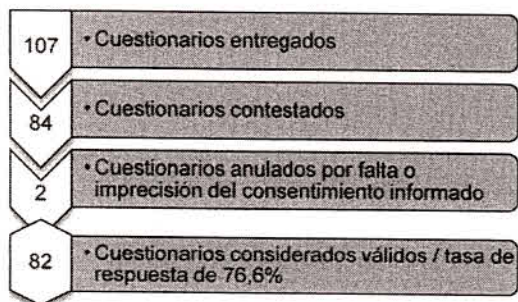 107
• Cuestionarios entregados
84
• Cuestionarios contestados
2
• Cuestionarios anulados por falta o
imprecisión del consentimiento informado
82
• Cuestionarios considerados válidos / tasa de
respuesta de 76,6%